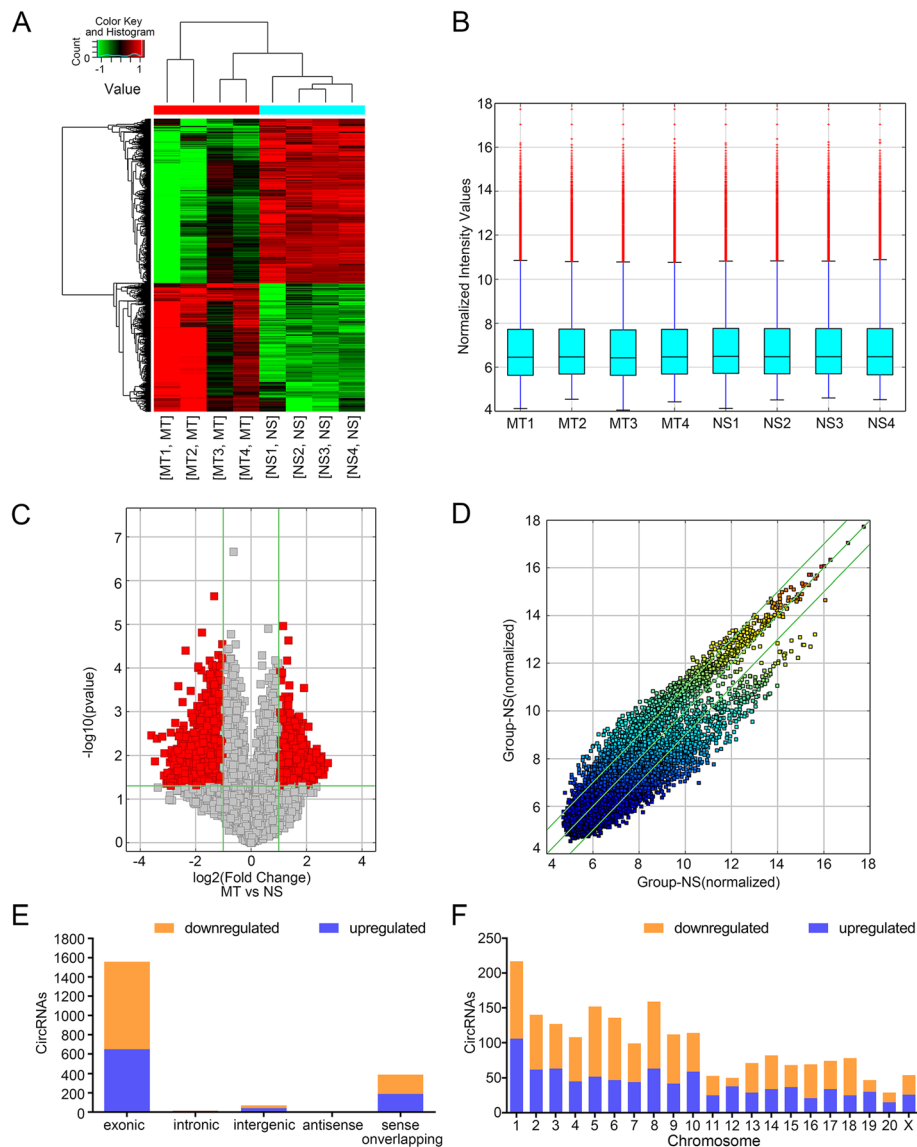 A
Color Key
and Histogram
Count
0
-1 1
Value
[MT1, MT]
[MT2, MT]
[MT3, MT]
[MT4, MT]
[NS1, NS]
[NS2, NS]
[NS3, NS]
[NS4, NS]
B
Normalized Intensity Values
18
16
14
12
10
8
6
4
MT1 MT2 MT3 MT4 NS1 NS2 NS3 NS4
C
-log10(pvalue)
7
6
5
4
3
2
1
0
-4 -2 0 2 4
log2(Fold Change)
MT vs NS
D
Group-NS(normalized)
18
16
14
12
10
8
6
4
4 6 8 10 12 14 16 18
Group-NS(normalized)
E
downregulated upregulated
CircRNAs
1800
1600
1400
1200
1000
800
600
400
200
0
exonic intronic intergenic antisense sense
onverlapping
F
downregulated upregulated
CircRNAs
250
200
150
100
50
0
1 2 3 4 5 6 7 8 9 10 11 12 13 14 15 16 17 18 19 20 X
Chromosome